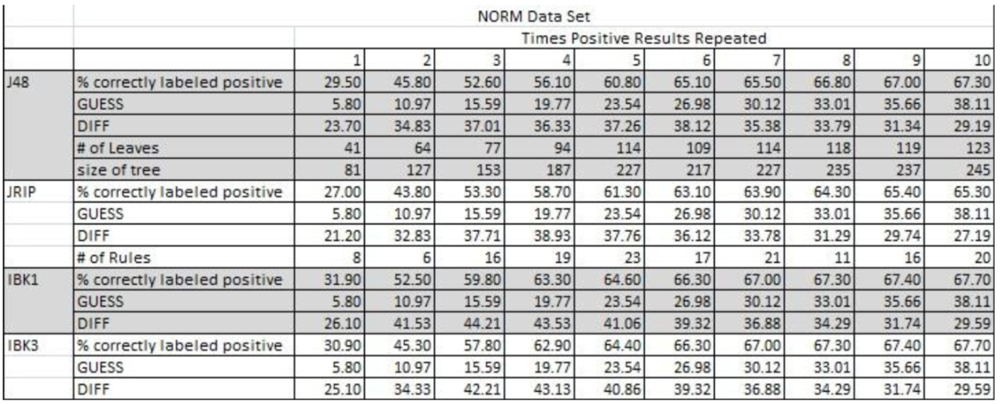 NORM Data Set
Times Positive Results Repeated
1 2 3 4 5 6 7 8 9 10
J48 % correctly labeled positive 29.50 45.80 52.60 56.10 60.80 65.10 65.50 66.80 67.00 67.30
GUESS 5.80 10.97 15.59 19.77 23.54 26.98 30.12 33.01 35.66 38.11
DIFF 23.70 34.83 37.01 36.33 37.26 38.12 35.38 33.79 31.34 29.19
# of Leaves 41 64 77 94 114 109 114 118 119 123
size of tree 81 127 153 187 227 217 227 235 237 245
JRIP % correctly labeled positive 27.00 43.80 53.30 58.70 61.30 63.10 63.90 64.30 65.40 65.30
GUESS 5.80 10.97 15.59 19.77 23.54 26.98 30.12 33.01 35.66 38.11
DIFF 21.20 32.83 37.71 38.93 37.76 36.12 33.78 31.29 29.74 27.19
# of Rules 8 6 16 19 23 17 21 11 16 20
IBK1 % correctly labeled positive 31.90 52.50 59.80 63.30 64.60 66.30 67.00 67.30 67.40 67.70
GUESS 5.80 10.97 15.59 19.77 23.54 26.98 30.12 33.01 35.66 38.11
DIFF 26.10 41.53 44.21 43.53 41.06 39.32 36.88 34.29 31.74 29.59
IBK3 % correctly labeled positive 30.90 45.30 57.80 62.90 64.40 66.30 67.00 67.30 67.40 67.70
GUESS 5.80 10.97 15.59 19.77 23.54 26.98 30.12 33.01 35.66 38.11
DIFF 25.10 34.33 42.21 43.13 40.86 39.32 36.88 34.29 31.74 29.59